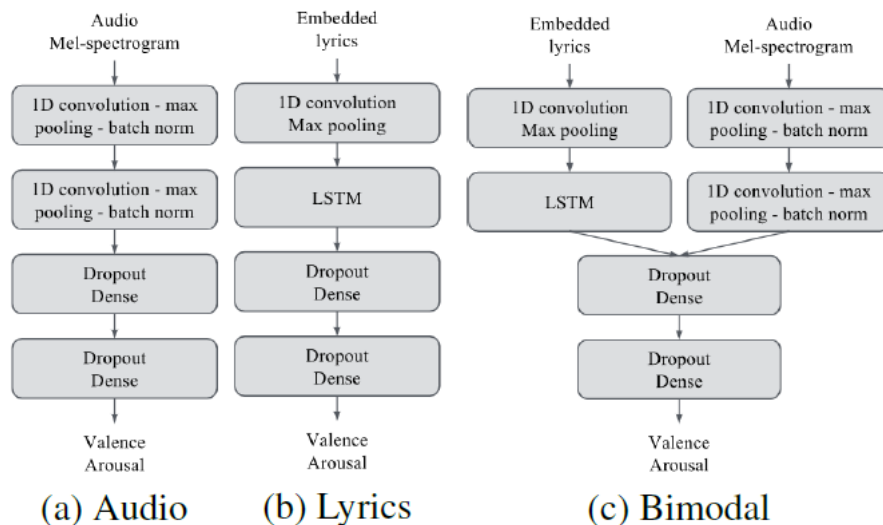 Audio
Mel-spectrogram
1D convolution - max
pooling - batch norm
1D convolution - max
pooling - batch norm
Dropout
Dense
Dropout
Dense
Valence
Arousal
(a) Audio
Embedded
lyrics
1D convolution
Max pooling
LSTM
Dropout
Dense
Dropout
Dense
Valence
Arousal
(b) Lyrics
Embedded
lyrics
1D convolution
Max pooling
LSTM
Audio
Mel-spectrogram
1D convolution - max
pooling - batch norm
1D convolution - max
pooling - batch norm
Dropout
Dense
Dropout
Dense
Valence
Arousal
(c) Bimodal